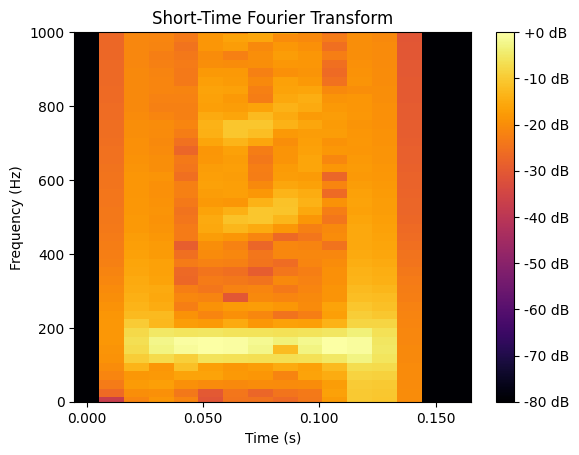 Short-Time Fourier Transform
1000
800
600
400
200
0
Frequency (Hz)
0.000
0.050
0.100
0.150
Time (s)
+0 dB
-10 dB
-20 dB
-30 dB
-40 dB
-50 dB
-60 dB
-70 dB
-80 dB